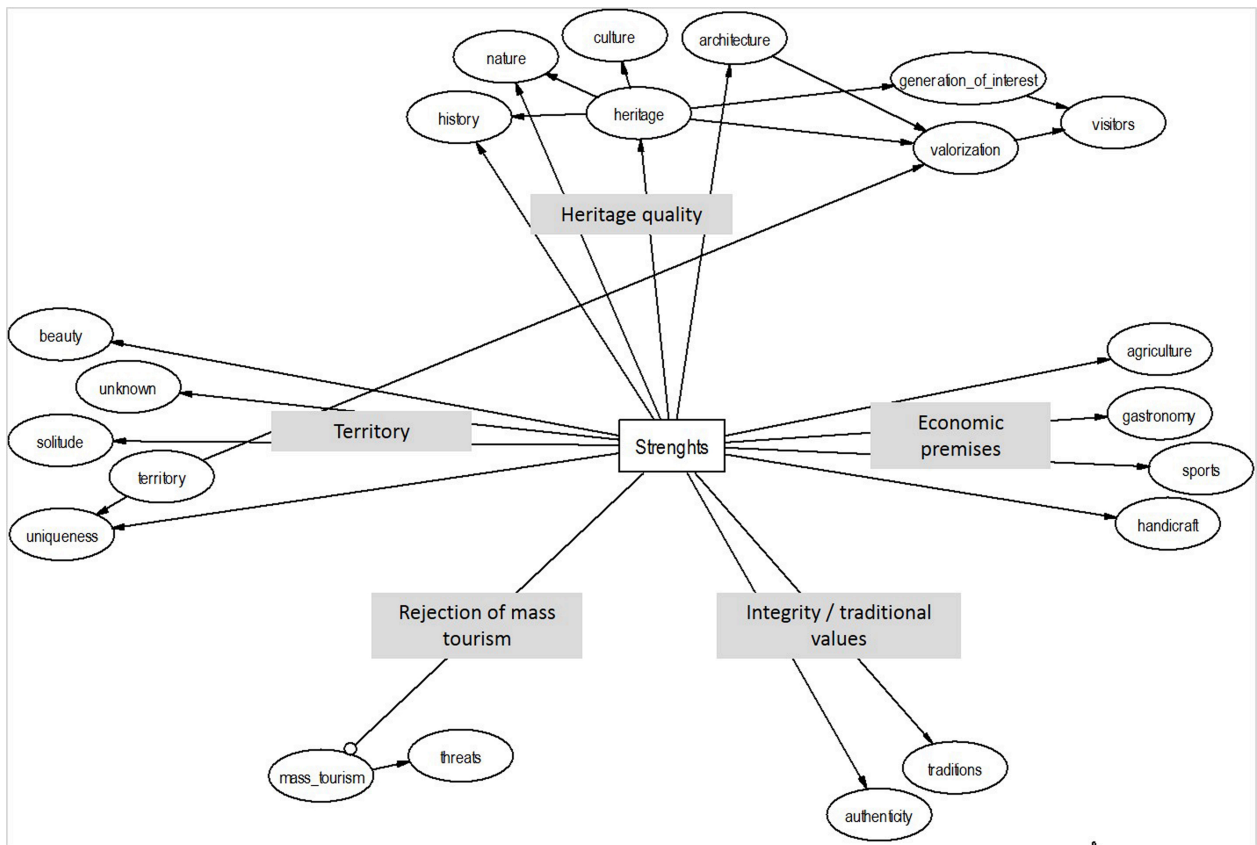 culture
architecture
nature
generation_of_interest
history
heritage
visitors
valorization
Heritage quality
beauty
agriculture
unknown
gastronomy
Territory
Economic
premises
solitude
Strenghts
territory
sports
uniqueness
handicraft
Rejection of mass
tourism
Integrity / traditional
values
threats
mass_tourism
traditions
authenticity